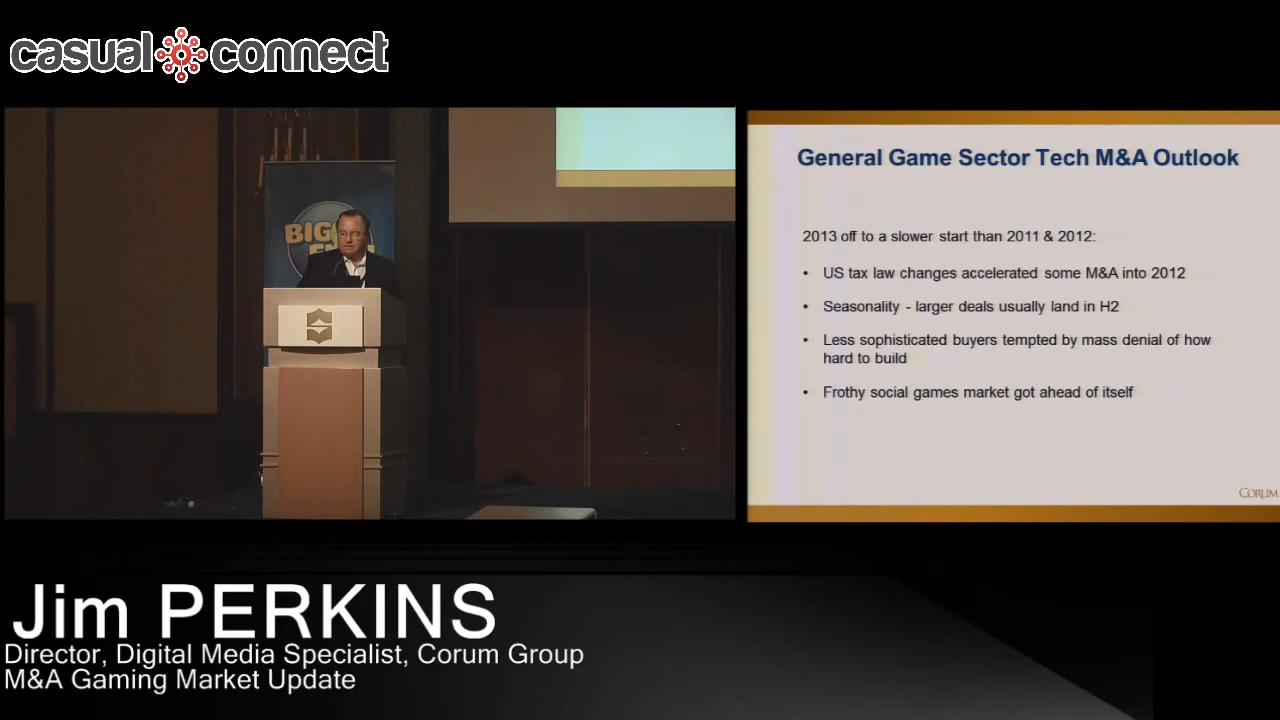 casual connect
BIG
FISH
General Game Sector Tech M&A Outlook
2013 off to a slower start than 2011 & 2012:
• US tax law changes accelerated some M&A into 2012
• Seasonality - larger deals usually land in H2
• Less sophisticated buyers tempted by mass denial of how
hard to build
• Frothy social games market got ahead of itself
CORUM
Jim PERKINS
Director, Digital Media Specialist, Corum Group
M&A Gaming Market Update